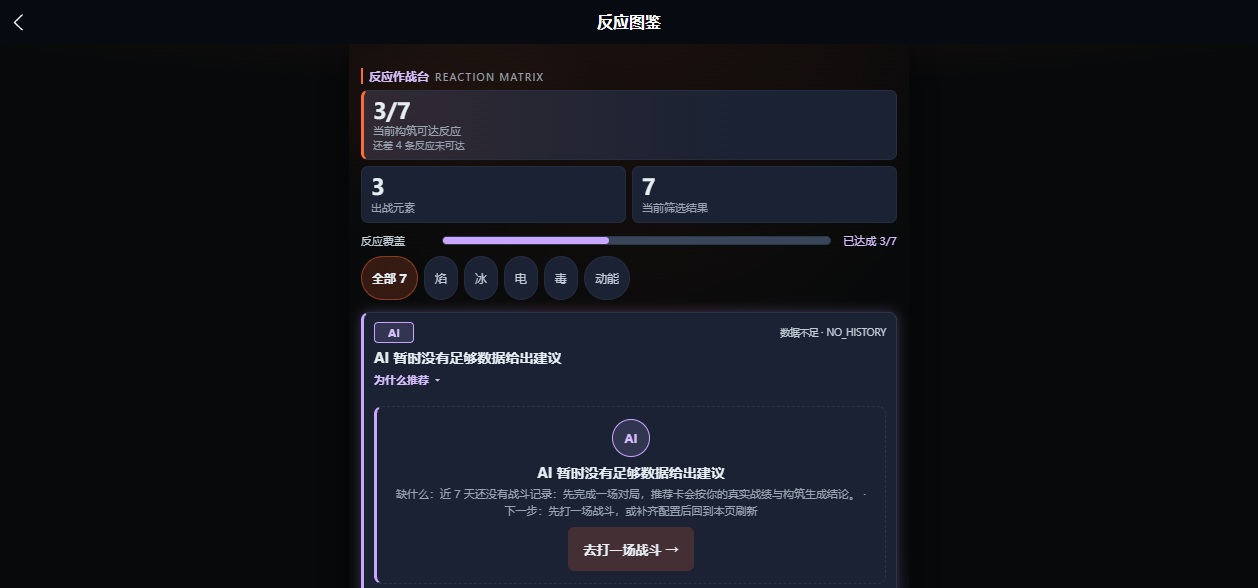 反应图鉴
反应作战台 REACTION MATRIX
3/7
当前构筑可达反应
还差 4 条反应未可达
3
出战元素
7
当前筛选结果
反应覆盖
已达成 3/7
全部 7
焰
冰
电
毒
动能
AI
数据不足 · NO_HISTORY
AI 暂时没有足够数据给出建议
为什么推荐
AI
AI 暂时没有足够数据给出建议
缺什么：近 7 天还没有战斗记录：先完成一场对局，推荐卡会按你的真实战绩与构筑生成结论。 ·
下一步：先打一场战斗，或补齐配置后回到本页刷新
去打一场战斗 →